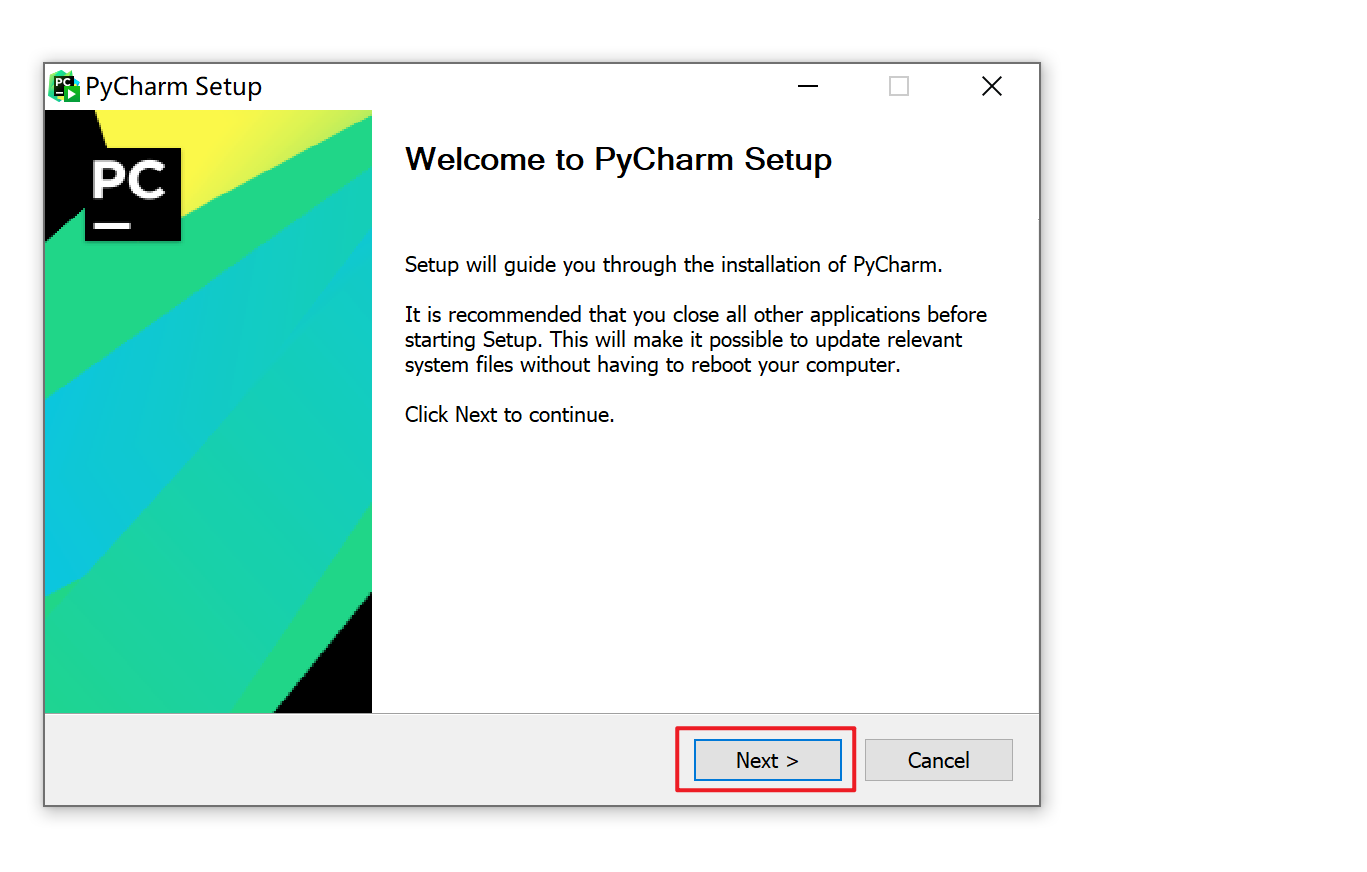 PyCharm Setup
PC
Welcome to PyCharm Setup
Setup will guide you through the installation of PyCharm.
It is recommended that you close all other applications before
starting Setup. This will make it possible to update relevant
system files without having to reboot your computer.
Click Next to continue.
Next >
Cancel